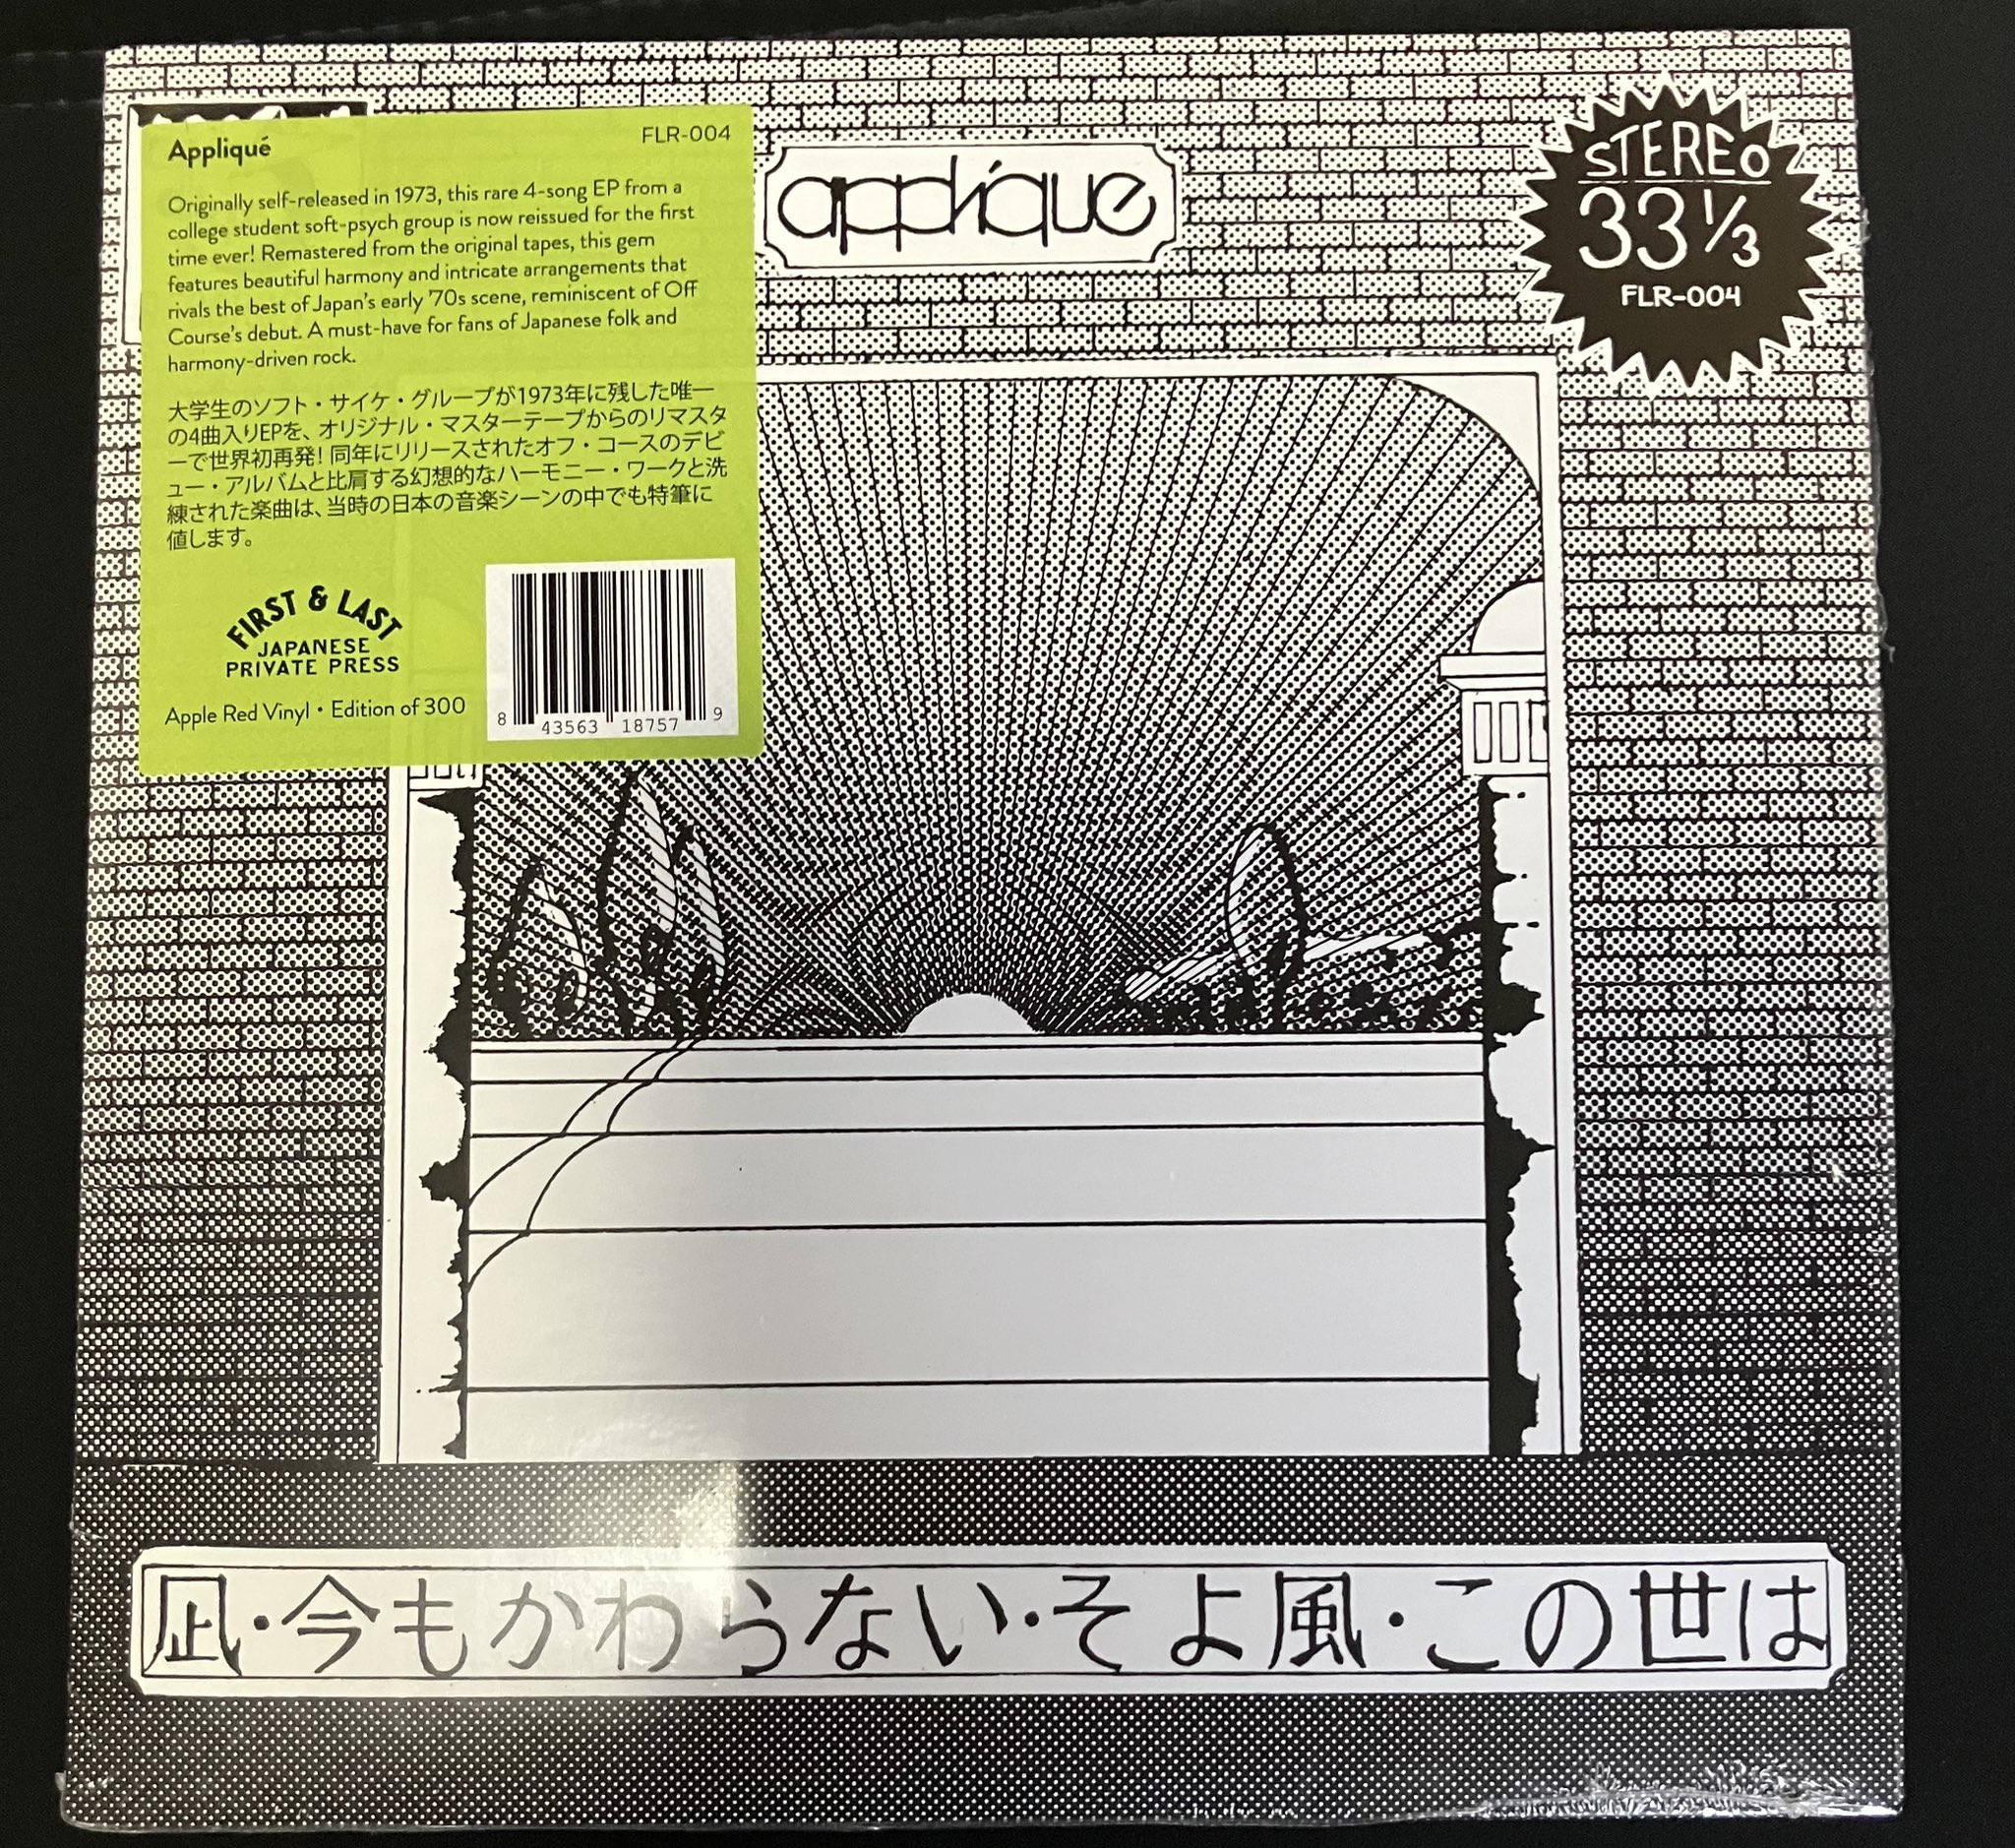 Appliqué
FLR-004
Originally self-released in 1973, this rare 4-song EP from a
college student soft-psych group is now reissued for the first
time ever! Remastered from the original tapes, this gem
features beautiful harmony and intricate arrangements that
rivals the best of Japan's early '70s scene, reminiscent of Off
Course's debut. A must-have for fans of Japanese folk and
harmony-driven rock.
大学生のソフト・サイケ・グループが1973年に残した唯一
の4曲入りEPを、オリジナル・マスターテープからのリマスタ
ーで世界初再発! 同年にリリースされたオフ・コースのデビ
ュー・アルバムと比肩する幻想的なハーモニー・ワークと洗
練された楽曲は、当時の日本の音楽シーンの中でも特筆に
値します。
FIRST & LAST
JAPANESE
PRIVATE PRESS
Apple Red Vinyl • Edition of 300
8 43563 18757 9
applique
STEREO
33 1/3
FLR-004
凪・今もかわらない・そよ風・この世は